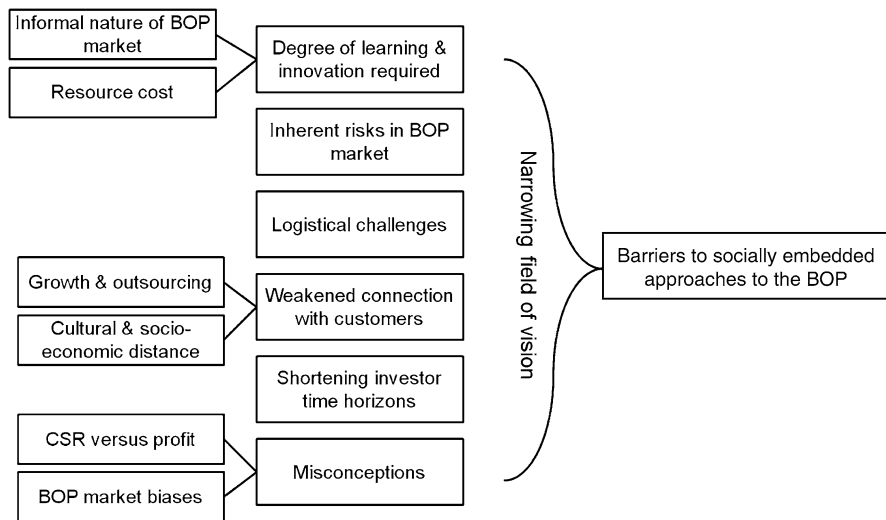 Informal nature of BOP
market
Resource cost
Degree of learning &
innovation required
Inherent risks in BOP
market
Logistical challenges
Growth & outsourcing
Cultural & socio-
economic distance
Weakened connection
with customers
Shortening investor
time horizons
CSR versus profit
BOP market biases
Misconceptions
Narrowing field of vision
Barriers to socially embedded
approaches to the BOP